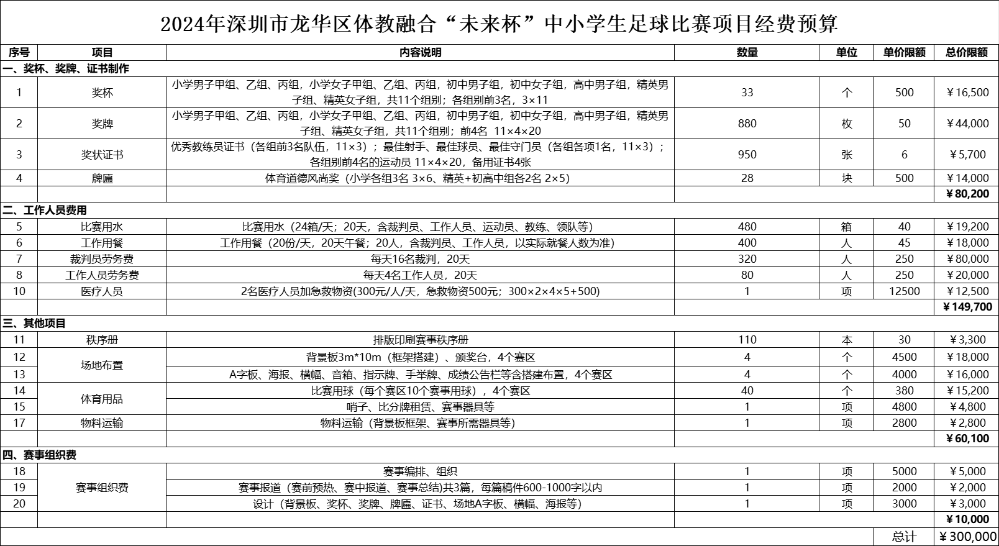 2024年深圳市龙华区体教融合“未来杯”中小学生足球比赛项目经费预算
序号 项目 内容说明 数量 单位 单价限额 总价限额
一、奖杯、奖牌、证书制作
1 奖杯 小学男子甲组、乙组、丙组，小学女子甲组、乙组、丙组，初中男子组，初中女子组，高中男子组，精英男
子组、精英女子组，共11个组别；各组别前3名，3×11 33 个 500 ￥16,500
2 奖牌 小学男子甲组、乙组、丙组，小学女子甲组、乙组、丙组，初中男子组，初中女子组，高中男子组，精英男
子组、精英女子组，共11个组别；前4名 11×4×20 880 枚 50 ￥44,000
3 奖状证书 优秀教练员证书（各组前3名队伍，11×3）；最佳射手、最佳球员、最佳守门员（各组各项1名，11×3）；
各组别前4名的运动员 11×4×20，备用证书4张 950 张 6 ￥5,700
4 牌匾 体育道德风尚奖（小学各组3名 3×6、精英+初高中组各2名 2×5） 28 块 500 ￥14,000
￥80,200
二、工作人员费用
5 比赛用水 比赛用水（24箱/天；20天，含裁判员、工作人员、运动员、教练、领队等） 480 箱 40 ￥19,200
6 工作用餐 工作用餐（20份/天，20天午餐；20人，含裁判员、工作人员，以实际就餐人数为准） 400 人 45 ￥18,000
7 裁判员劳务费 每天16名裁判，20天 320 人 250 ￥80,000
8 工作人员劳务费 每天4名工作人员，20天 80 人 250 ￥20,000
10 医疗人员 2名医疗人员加急救物资(300元/人/天，急救物资500元；300×2×4×5+500) 1 项 12500 ￥12,500
￥149,700
三、其他项目
11 秩序册 排版印刷赛事秩序册 110 本 30 ￥3,300
12 场地布置 背景板3m*10m（框架搭建）、颁奖台，4个赛区 4 个 4500 ￥18,000
13 A字板、海报、横幅、音箱、指示牌、手举牌、成绩公告栏等含搭建布置，4个赛区 4 个 4000 ￥16,000
14 体育用品 比赛用球（每个赛区10个赛事用球），4个赛区 40 个 380 ￥15,200
15 哨子、比分牌租赁、赛事器具等 1 项 4800 ￥4,800
17 物料运输 物料运输（背景板框架、赛事所需器具等） 1 项 2800 ￥2,800
￥60,100
四、赛事组织费
18 赛事组织费 赛事编排、组织 1 项 5000 ￥5,000
19 赛事报道（赛前预热、赛中报道、赛事总结)共3篇，每篇稿件600-1000字以内 1 项 2000 ￥2,000
20 设计（背景板、奖杯、奖牌、牌匾、证书、场地A字板、横幅、海报等） 1 项 3000 ￥3,000
￥10,000
总计 ￥300,000